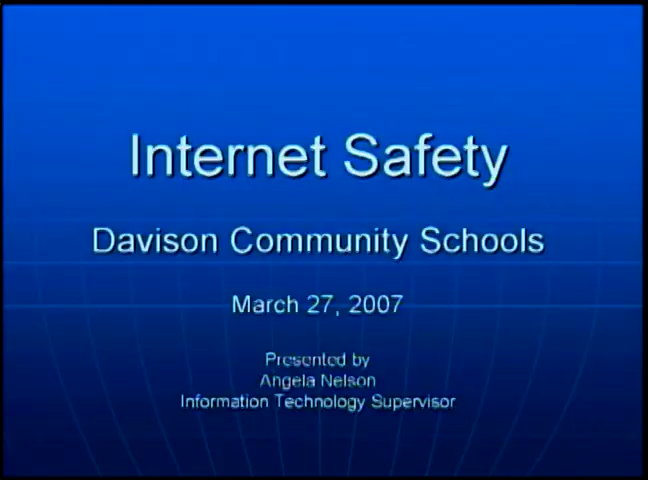 Internet Safety
Davison Community Schools
March 27, 2007
Presented by
Angela Nelson
Information Technology Supervisor